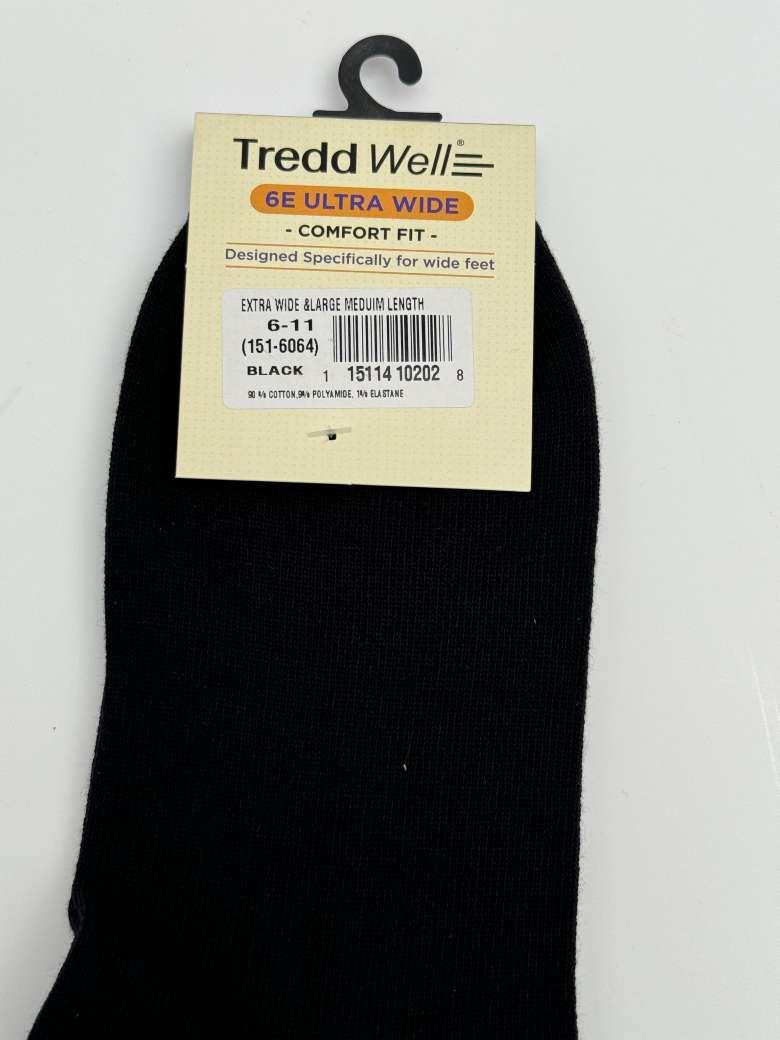 Tredd Well®
6E ULTRA WIDE
- COMFORT FIT -
Designed Specifically for wide feet
EXTRA WIDE &LARGE MEDUIM LENGTH
6-11
(151-6064)
BLACK 1 15114 10202 8
90 % COTTON,9% POLYAMIDE, 1% ELASTANE